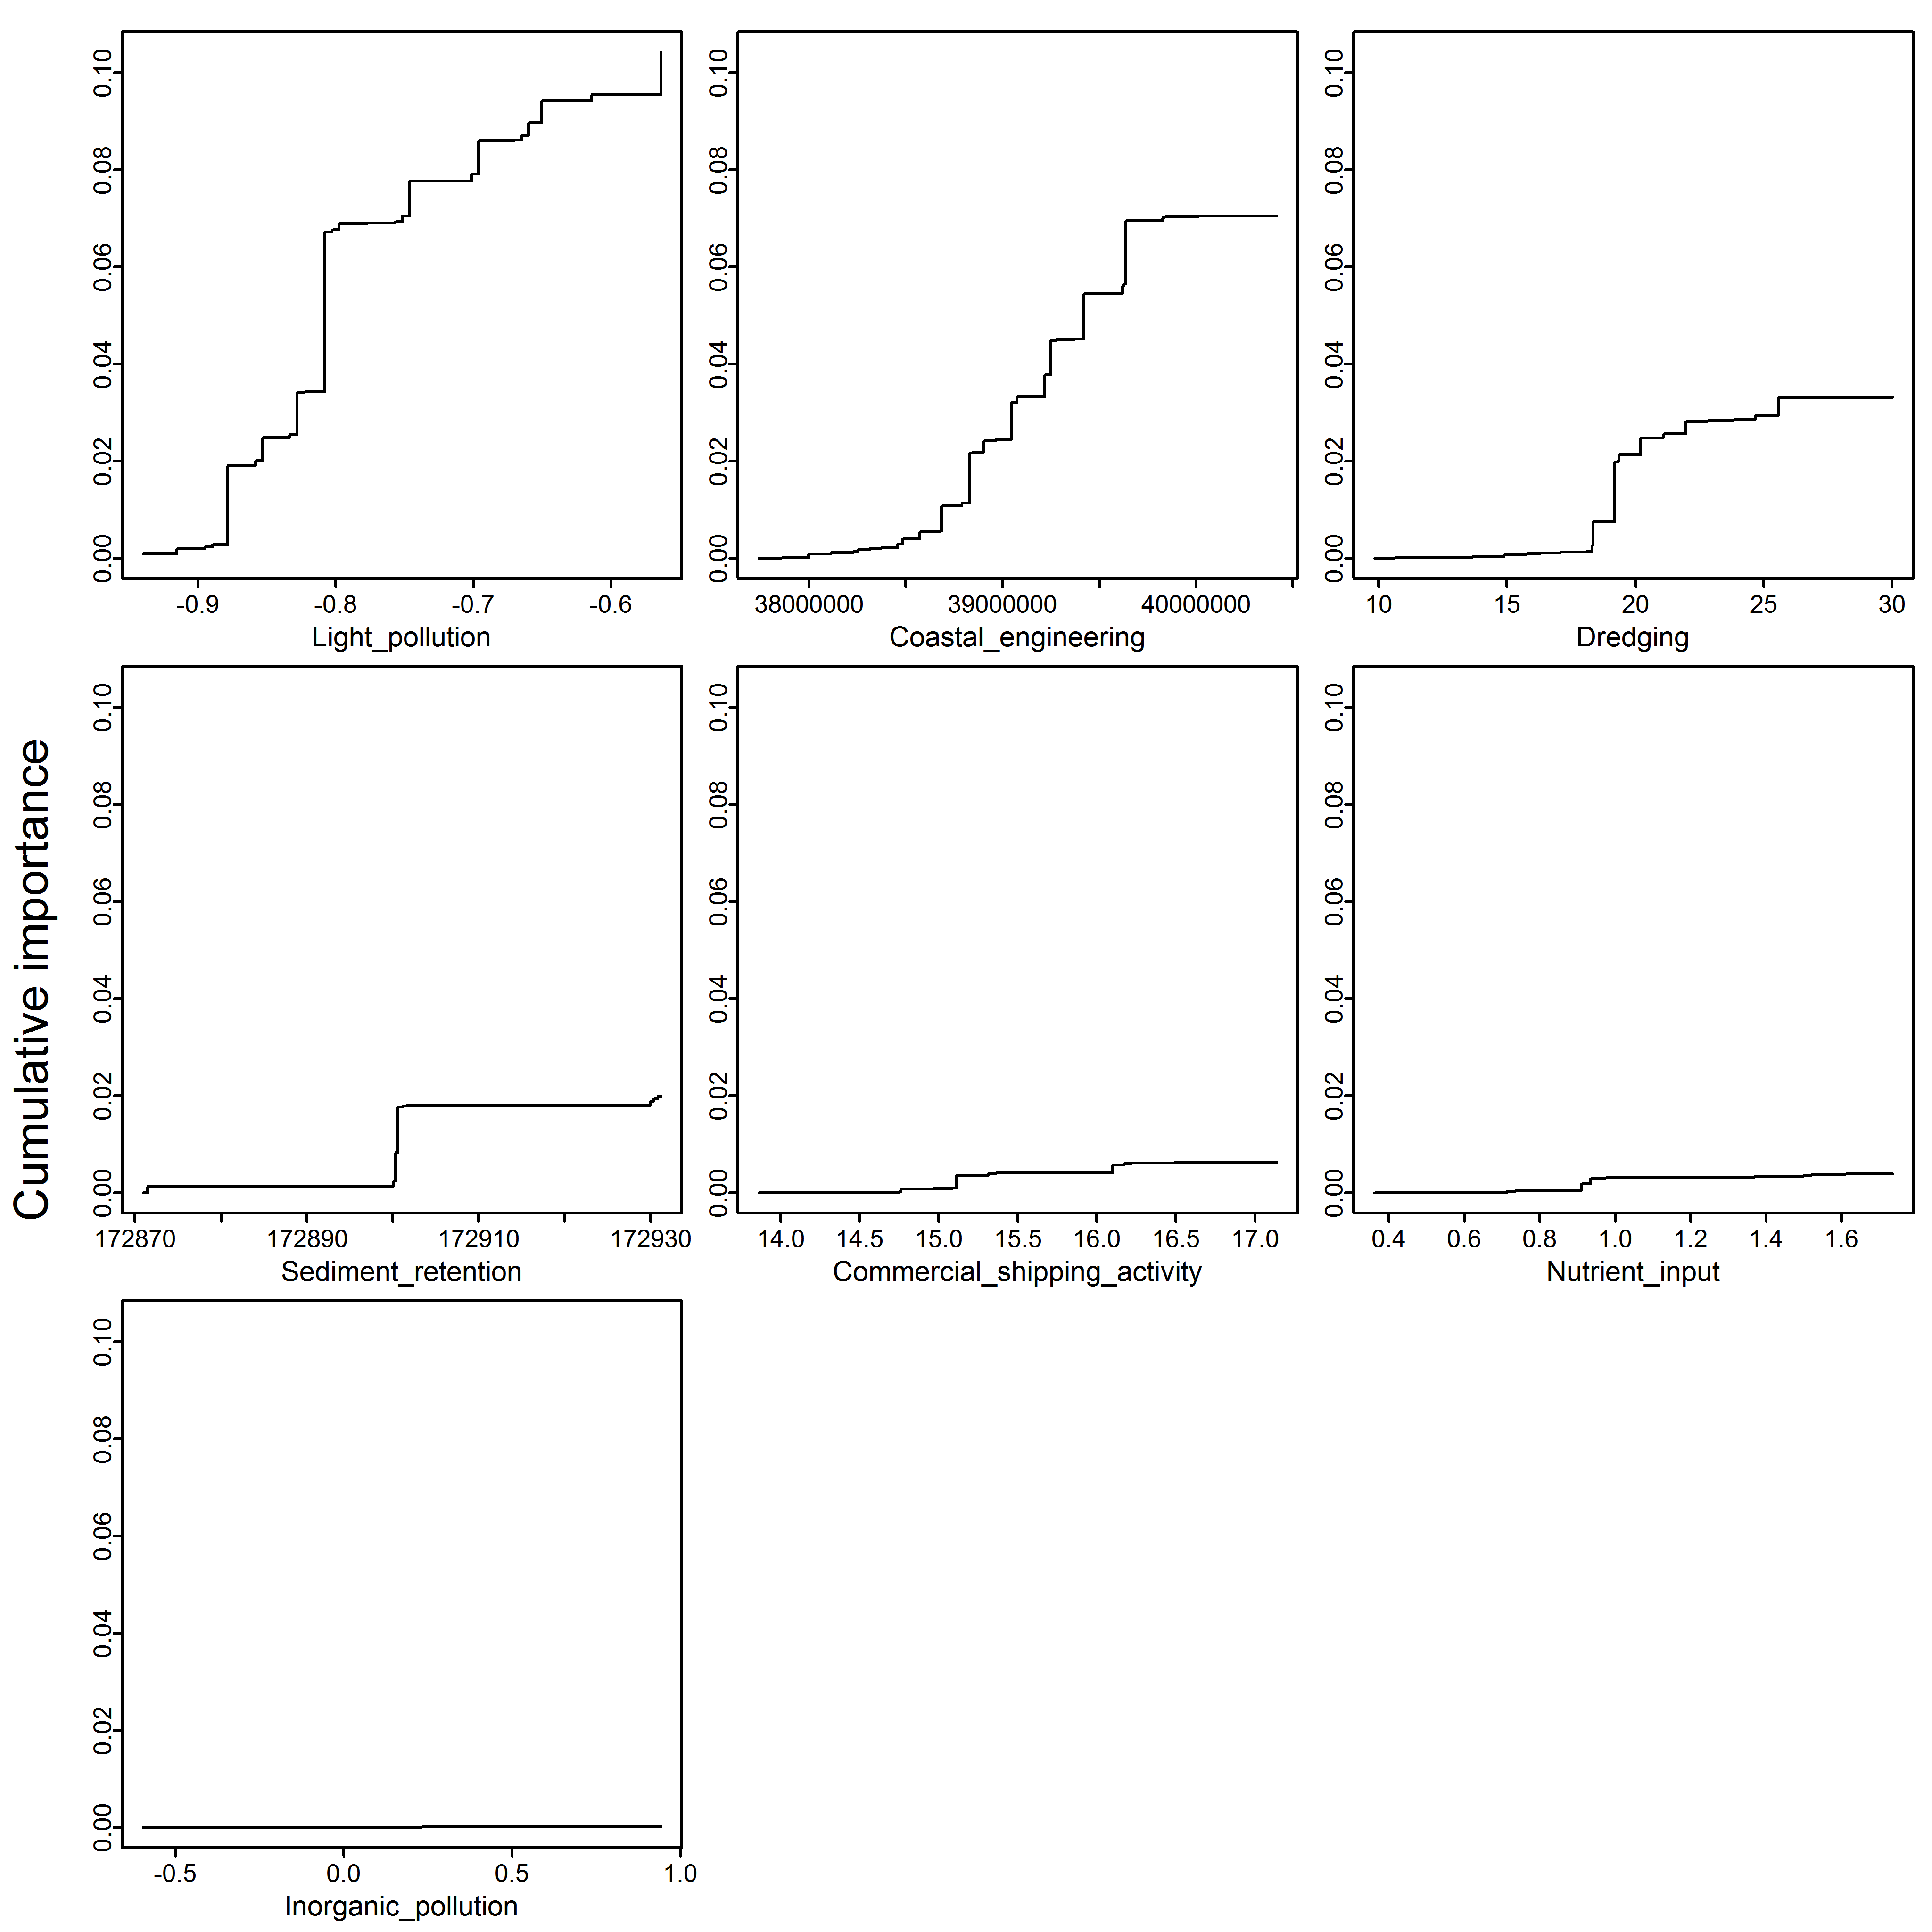 Cumulative importance
0.00 0.02 0.04 0.06 0.08 0.10
-0.9 -0.8 -0.7 -0.6
Light_pollution
0.00 0.02 0.04 0.06 0.08 0.10
38000000 39000000 40000000
Coastal_engineering
0.00 0.02 0.04 0.06 0.08 0.10
10 15 20 25 30
Dredging
0.00 0.02 0.04 0.06 0.08 0.10
172870 172890 172910 172930
Sediment_retention
0.00 0.02 0.04 0.06 0.08 0.10
14.0 14.5 15.0 15.5 16.0 16.5 17.0
Commercial_shipping_activity
0.00 0.02 0.04 0.06 0.08 0.10
0.4 0.6 0.8 1.0 1.2 1.4 1.6
Nutrient_input
0.00 0.02 0.04 0.06 0.08 0.10
-0.5 0.0 0.5 1.0
Inorganic_pollution